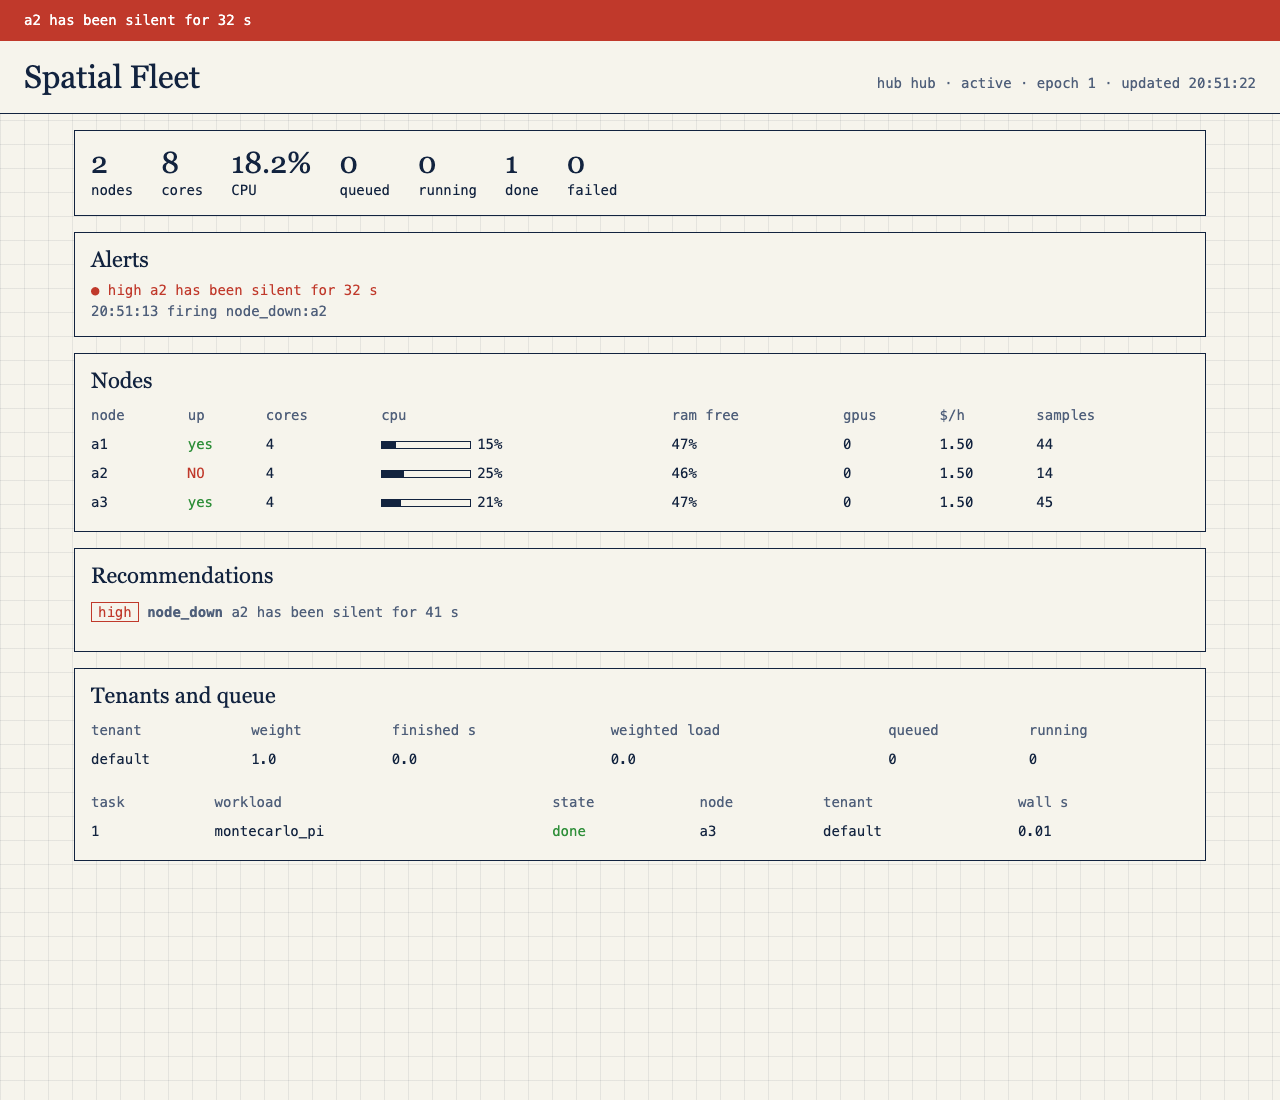 a2 has been silent for 32 s
Spatial Fleet
hub hub · active · epoch 1 · updated 20:51:22
2 8 18.2% 0 0 1 0
nodes cores CPU queued running done failed
Alerts
● high a2 has been silent for 32 s
20:51:13 firing node_down:a2
Nodes
node up cores cpu ram free gpus $/h samples
a1 yes 4 15% 47% 0 1.50 44
a2 NO 4 25% 46% 0 1.50 14
a3 yes 4 21% 47% 0 1.50 45
Recommendations
high node_down a2 has been silent for 41 s
Tenants and queue
tenant weight finished s weighted load queued running
default 1.0 0.0 0.0 0 0
task workload state node tenant wall s
1 montecarlo_pi done a3 default 0.01